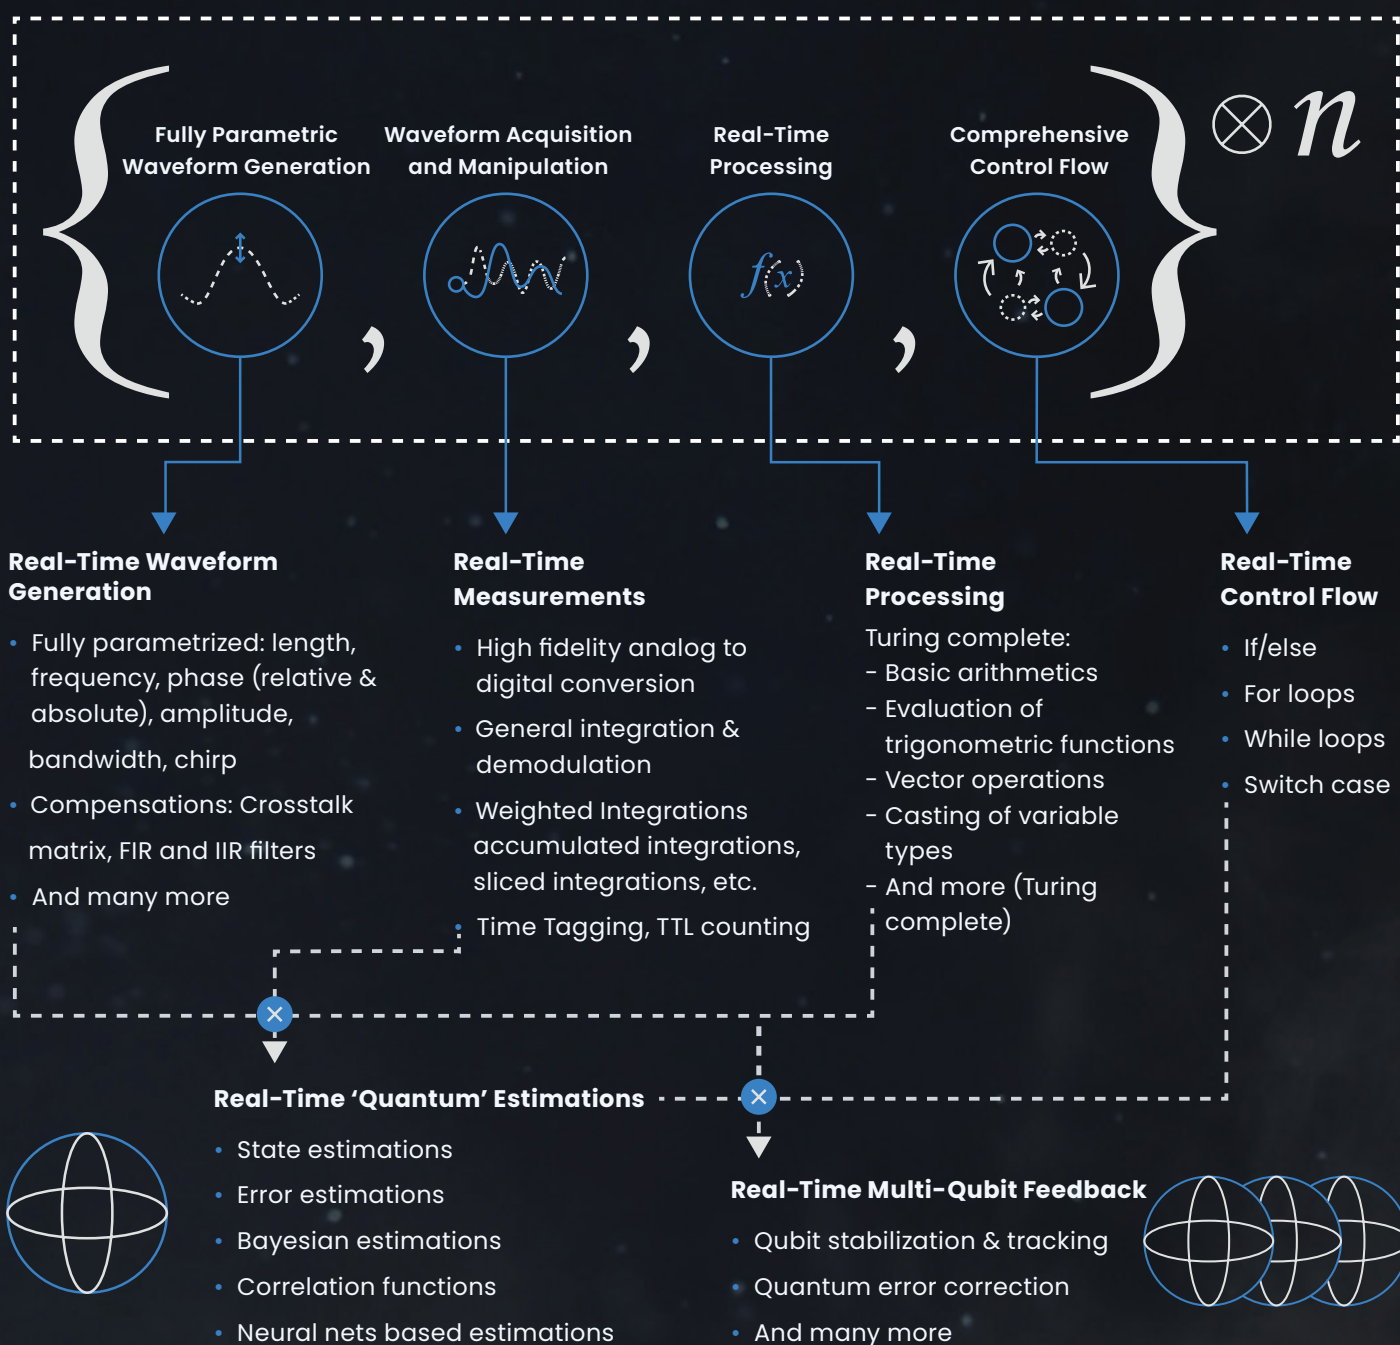 Fully Parametric
Waveform Generation
Waveform Acquisition
and Manipulation
Real-Time
Processing
Comprehensive
Control Flow
{ , , , } ⊗ n
f(x)
Real-Time Waveform
Generation
• Fully parametrized: length,
frequency, phase (relative &
absolute), amplitude,
bandwidth, chirp
• Compensations: Crosstalk
matrix, FIR and IIR filters
• And many more
Real-Time
Measurements
• High fidelity analog to
digital conversion
• General integration &
demodulation
• Weighted Integrations
accumulated integrations,
sliced integrations, etc.
• Time Tagging, TTL counting
Real-Time
Processing
Turing complete:
- Basic arithmetics
- Evaluation of
trigonometric functions
- Vector operations
- Casting of variable
types
- And more (Turing
complete)
Real-Time
Control Flow
• If/else
• For loops
• While loops
• Switch case
Real-Time ‘Quantum’ Estimations
• State estimations
• Error estimations
• Bayesian estimations
• Correlation functions
• Neural nets based estimations
Real-Time Multi-Qubit Feedback
• Qubit stabilization & tracking
• Quantum error correction
• And many more